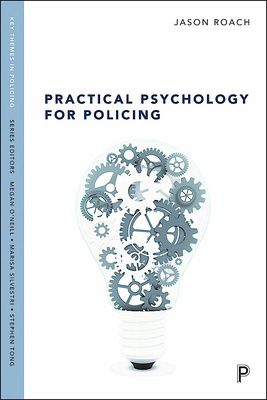 JASON ROACH
PRACTICAL PSYCHOLOGY
FOR POLICING
KEY THEMES IN POLICING
SERIES EDITORS MEGAN O'NEILL • MARISA SILVESTRI • STEPHEN TONG
P